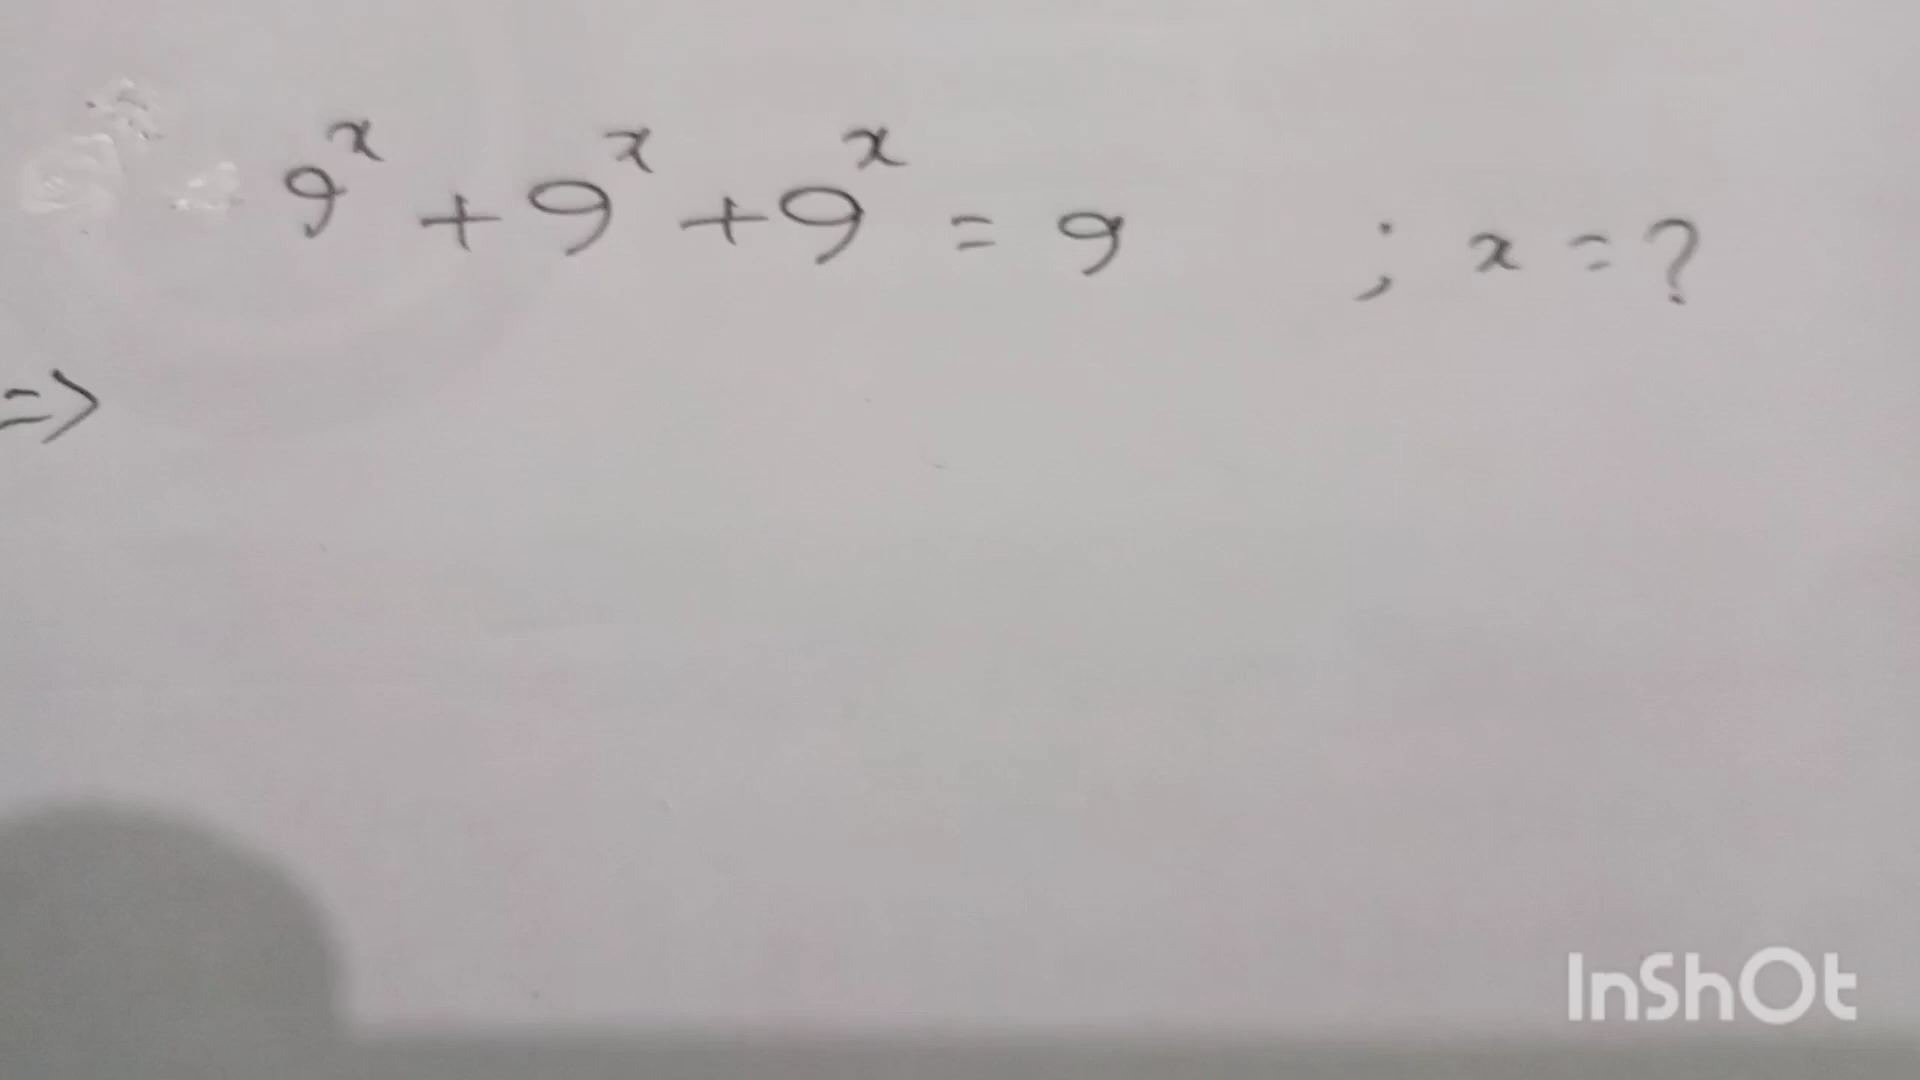 9^x + 9^x + 9^x = 9 ; x = ?
=>
InShOt